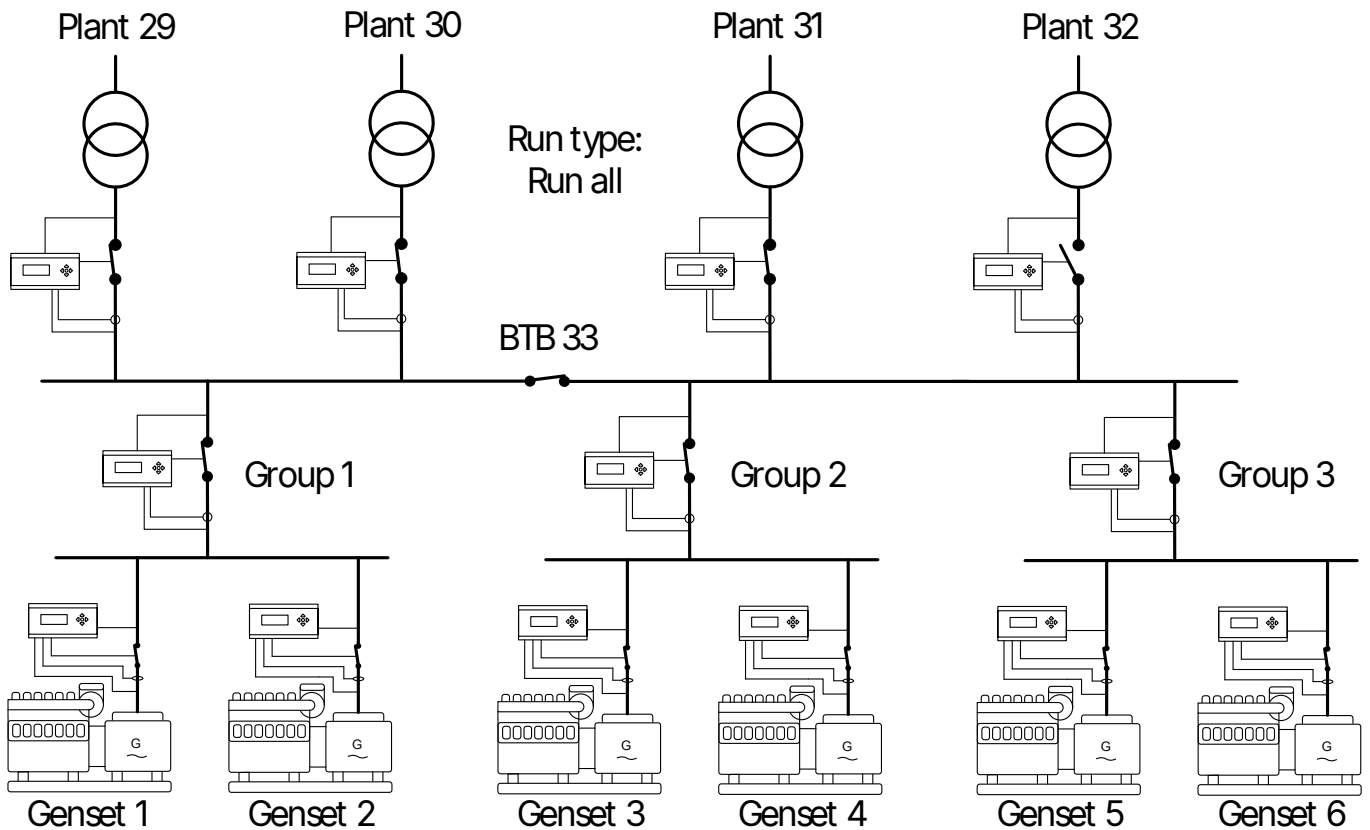 Plant 29
Plant 30
Plant 31
Plant 32
Run type:
Run all
BTB 33
Group 1
Group 2
Group 3
G
G
G
G
G
G
Genset 1
Genset 2
Genset 3
Genset 4
Genset 5
Genset 6